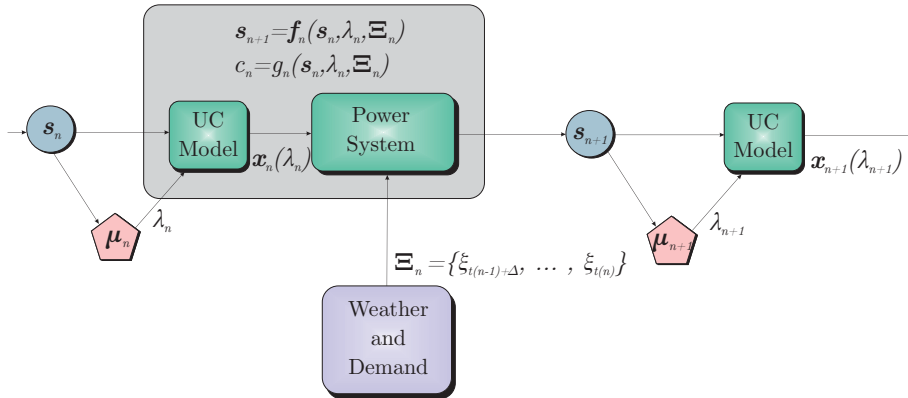 s_{n+1}=f_n(s_n,λ_n,Ξ_n)
c_n=g_n(s_n,λ_n,Ξ_n)
s_n
UC
Model
x_n(λ_n)
Power
System
s_{n+1}
UC
Model
x_{n+1}(λ_{n+1})
μ_n
λ_n
μ_{n+1}
λ_{n+1}
Ξ_n={ξ_{t(n-1)+Δ}, ... , ξ_{t(n)}}
Weather
and
Demand